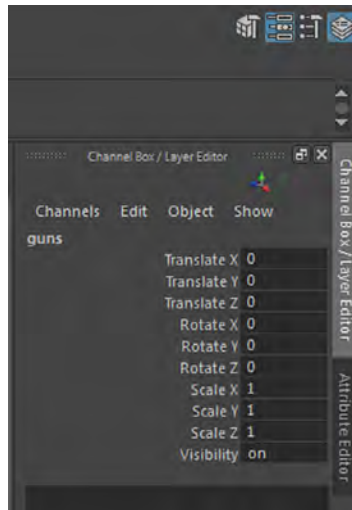 Channel Box / Layer Editor
Channels Edit Object Show
guns
Translate X 0
Translate Y 0
Translate Z 0
Rotate X 0
Rotate Y 0
Rotate Z 0
Scale X 1
Scale Y 1
Scale Z 1
Visibility on
Channel Box / Layer Editor
Attribute Editor